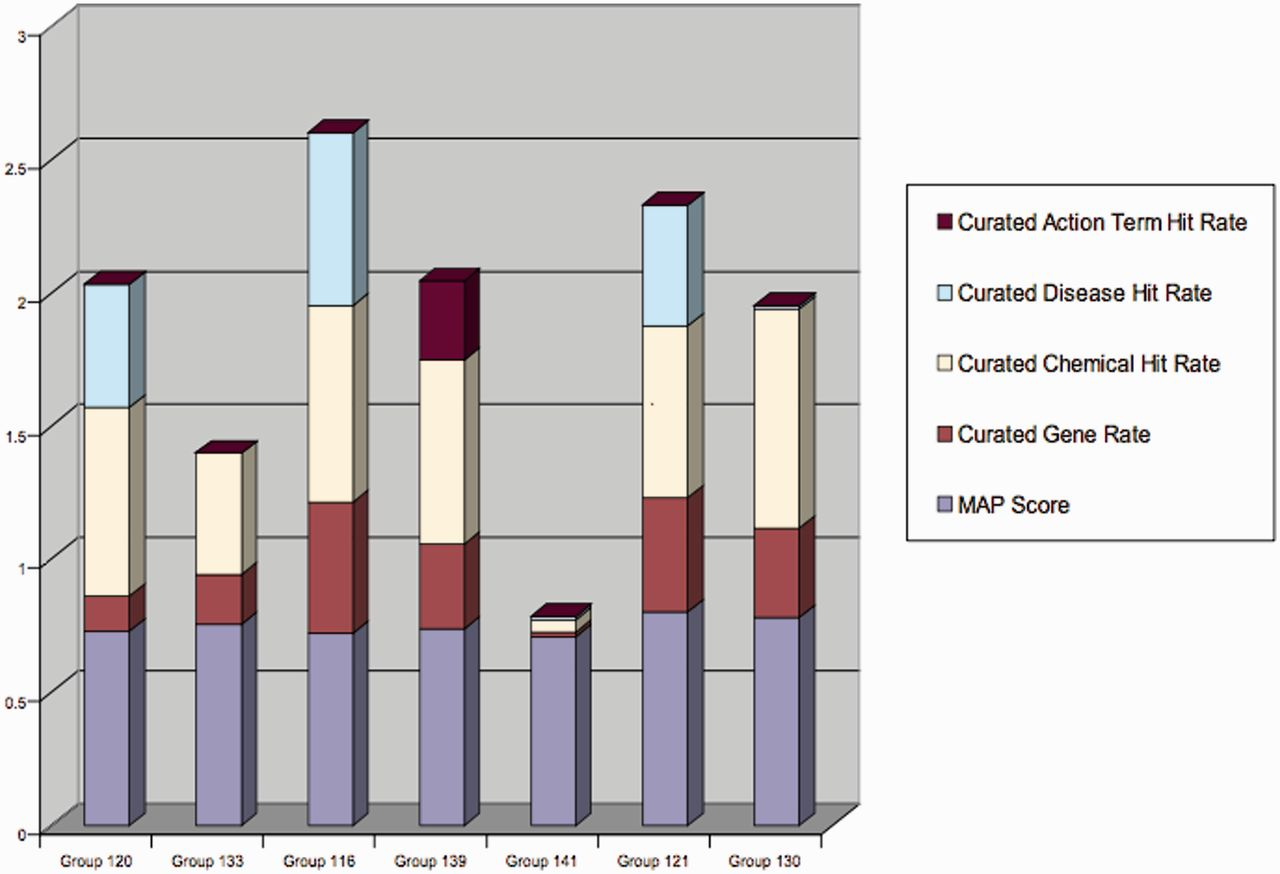 3
2.5
2
1.5
1
0.5
0
Group 120
Group 133
Group 116
Group 139
Group 141
Group 121
Group 130
Curated Action Term Hit Rate
Curated Disease Hit Rate
Curated Chemical Hit Rate
Curated Gene Rate
MAP Score